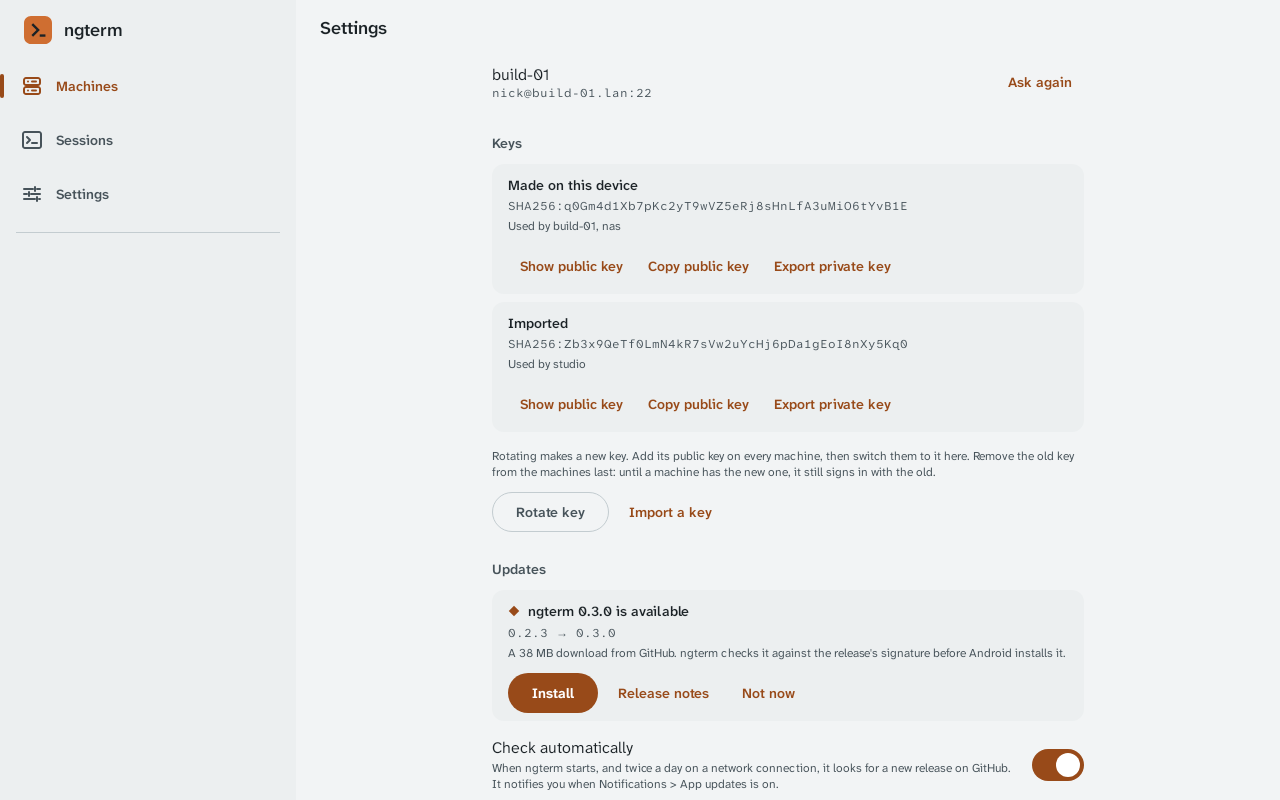 ngterm
Settings
Machines
Sessions
Settings
build-01
nick@build-01.lan:22
Ask again
Keys
Made on this device
SHA256:q0Gm4d1Xb7pKc2yT9wVZ5eRj8sHnLfA3uMiO6tYvB1E
Used by build-01, nas
Show public key Copy public key Export private key
Imported
SHA256:Zb3x9QeTf0LmN4kR7sVw2uYcHj6pDa1gEoI8nXy5Kq0
Used by studio
Show public key Copy public key Export private key
Rotating makes a new key. Add its public key on every machine, then switch them to it here. Remove the old key
from the machines last: until a machine has the new one, it still signs in with the old.
Rotate key Import a key
Updates
ngterm 0.3.0 is available
0.2.3 → 0.3.0
A 38 MB download from GitHub. ngterm checks it against the release's signature before Android installs it.
Install Release notes Not now
Check automatically
When ngterm starts, and twice a day on a network connection, it looks for a new release on GitHub.
It notifies you when Notifications > App updates is on.